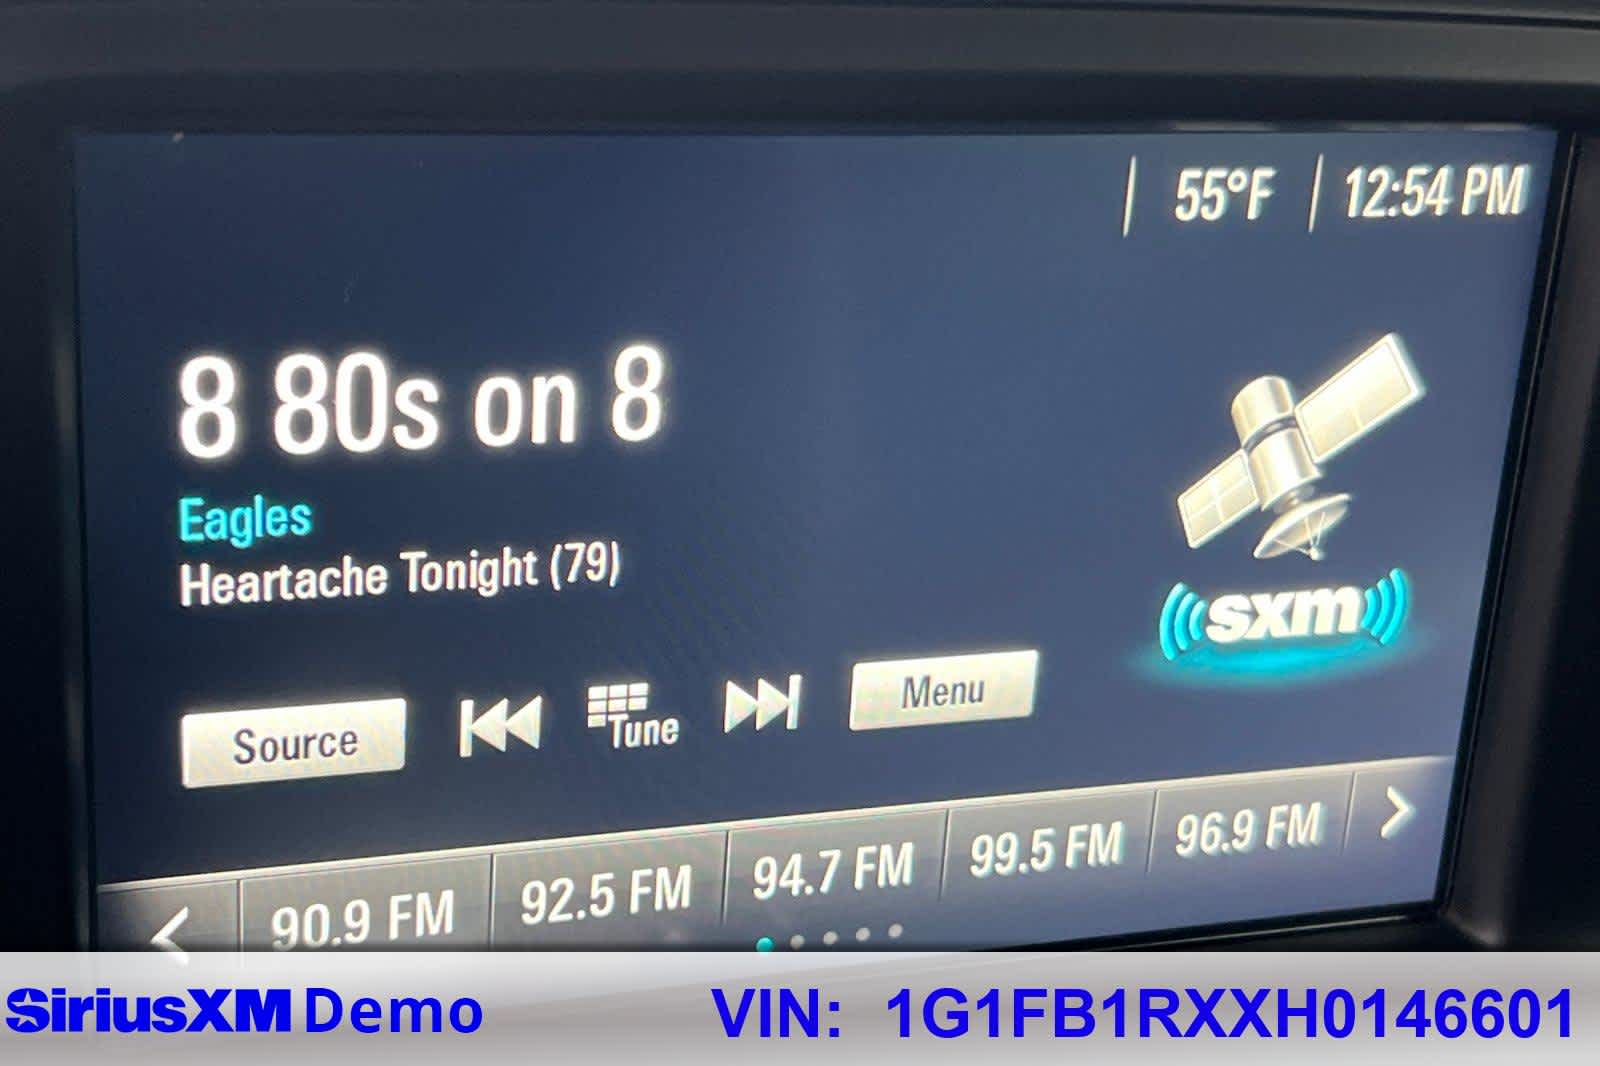 55°F 12:54 PM
8 80s on 8
Eagles
Heartache Tonight (79)
sxm
Source Tune Menu
90.9 FM 92.5 FM 94.7 FM 99.5 FM 96.9 FM
SiriusXM Demo VIN: 1G1FB1RXXH0146601